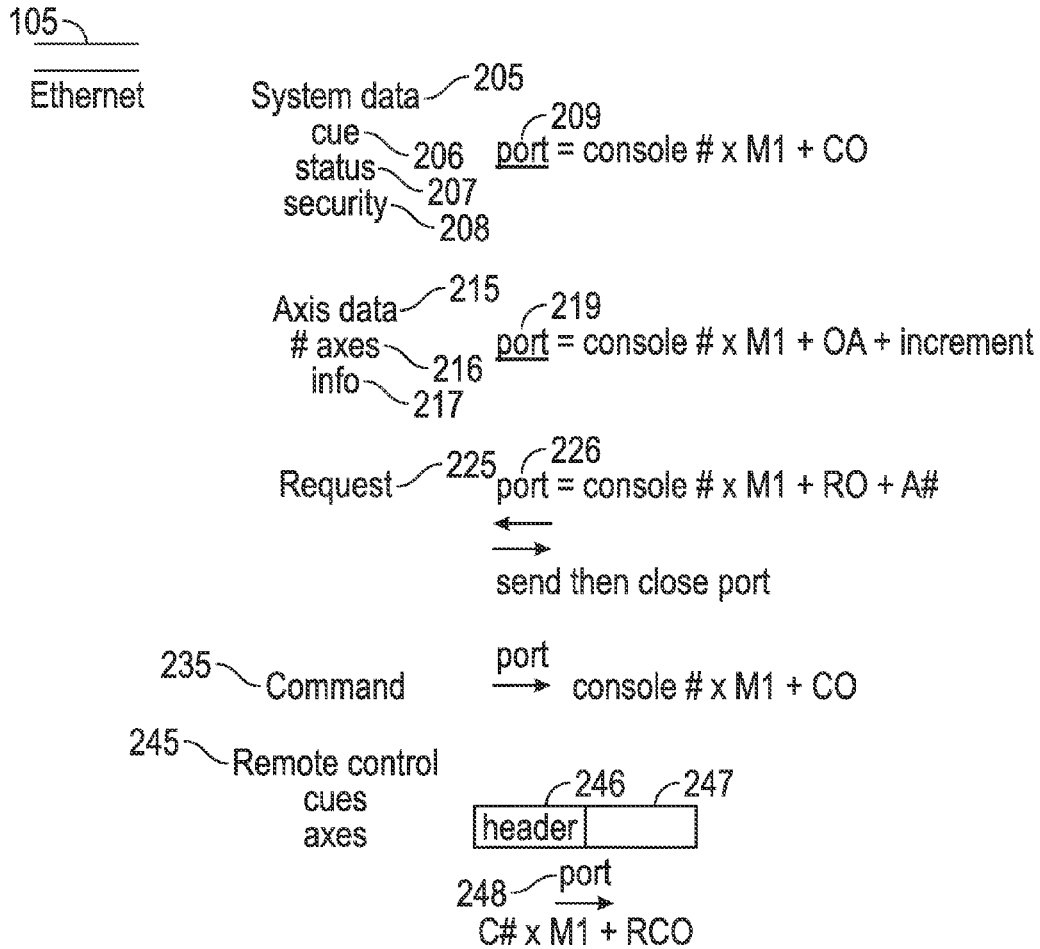 105
Ethernet
System data 205
cue 206
status 207
security 208
209
port = console # x M1 + CO
Axis data 215
# axes 216
info 217
219
port = console # x M1 + OA + increment
Request 225
226
port = console # x M1 + RO + A#
send then close port
235
Command
port
console # x M1 + CO
245
Remote control
cues
axes
246 247
header
248 port
C# x M1 + RCO